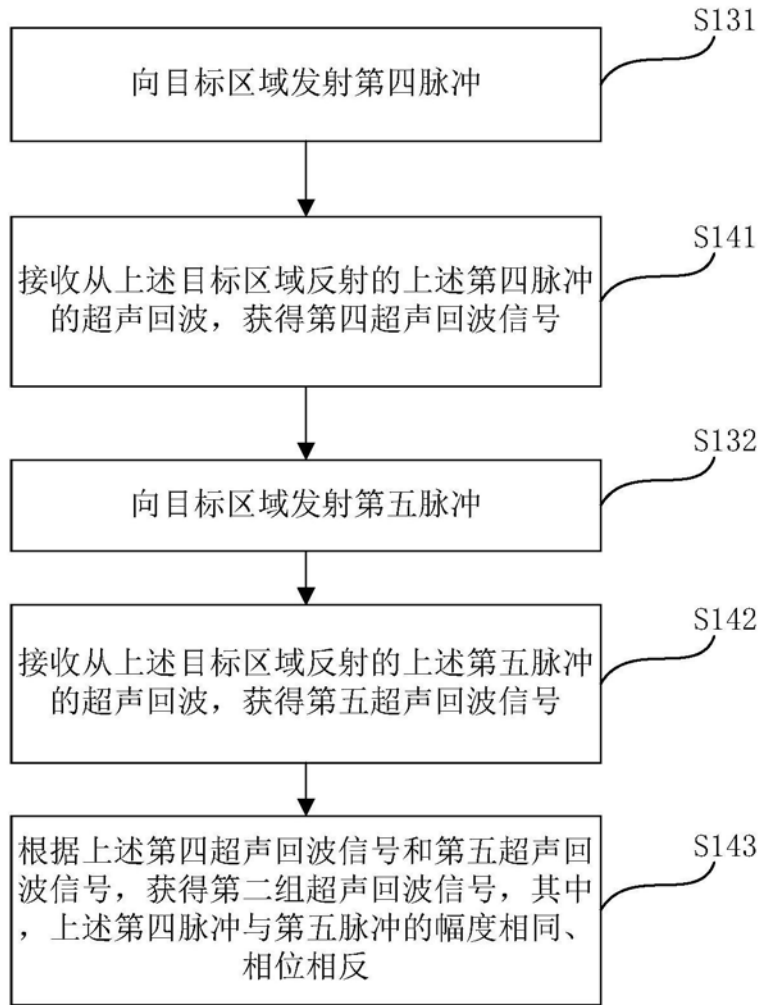 S131
向目标区域发射第四脉冲
S141
接收从上述目标区域反射的上述第四脉冲
的超声回波，获得第四超声回波信号
S132
向目标区域发射第五脉冲
S142
接收从上述目标区域反射的上述第五脉冲
的超声回波，获得第五超声回波信号
S143
根据上述第四超声回波信号和第五超声回
波信号，获得第二组超声回波信号，其中
，上述第四脉冲与第五脉冲的幅度相同、
相位相反